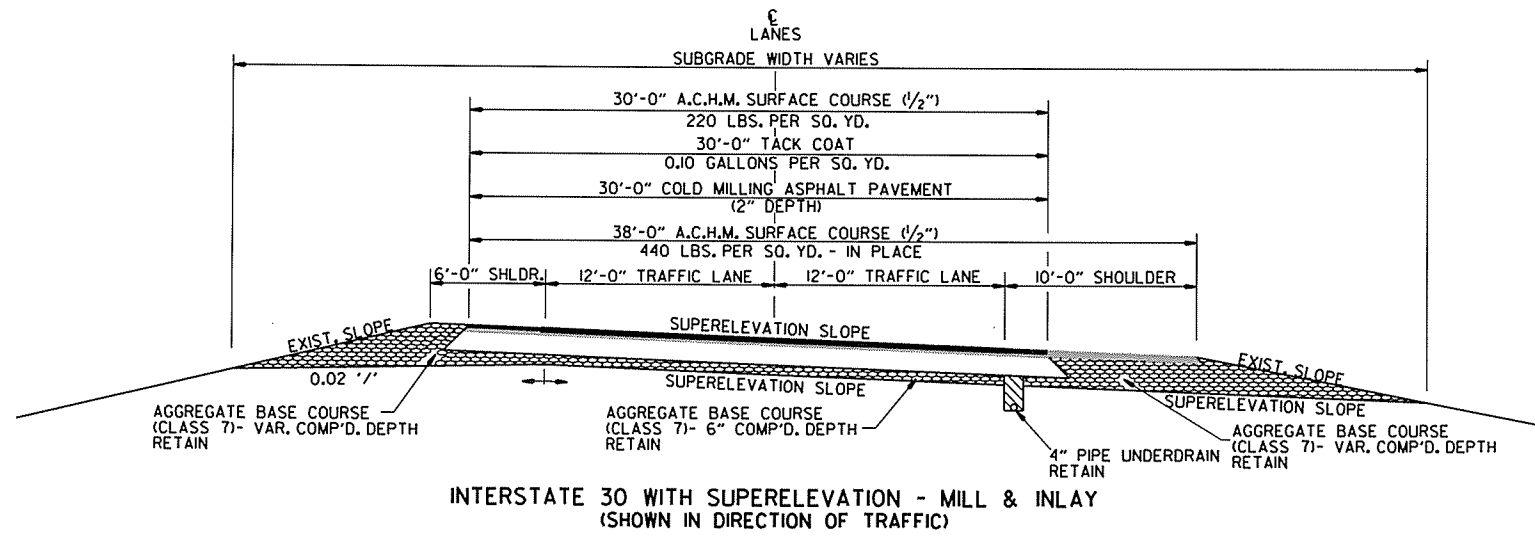 ℄
LANES
SUBGRADE WIDTH VARIES
30'-0" A.C.H.M. SURFACE COURSE (1/2")
220 LBS. PER SQ. YD.
30'-0" TACK COAT
0.10 GALLONS PER SQ. YD.
30'-0" COLD MILLING ASPHALT PAVEMENT
(2" DEPTH)
38'-0" A.C.H.M. SURFACE COURSE (1/2")
440 LBS. PER SQ. YD. - IN PLACE
6'-0" SHLDR. 12'-0" TRAFFIC LANE 12'-0" TRAFFIC LANE 10'-0" SHOULDER
EXIST. SLOPE
SUPERELEVATION SLOPE
EXIST. SLOPE
0.02 '/'
SUPERELEVATION SLOPE
SUPERELEVATION SLOPE
AGGREGATE BASE COURSE
(CLASS 7)- VAR. COMP'D. DEPTH
RETAIN
AGGREGATE BASE COURSE
(CLASS 7)- 6" COMP'D. DEPTH
RETAIN
4" PIPE UNDERDRAIN
RETAIN
AGGREGATE BASE COURSE
(CLASS 7)- VAR. COMP'D. DEPTH
RETAIN
INTERSTATE 30 WITH SUPERELEVATION - MILL & INLAY
(SHOWN IN DIRECTION OF TRAFFIC)